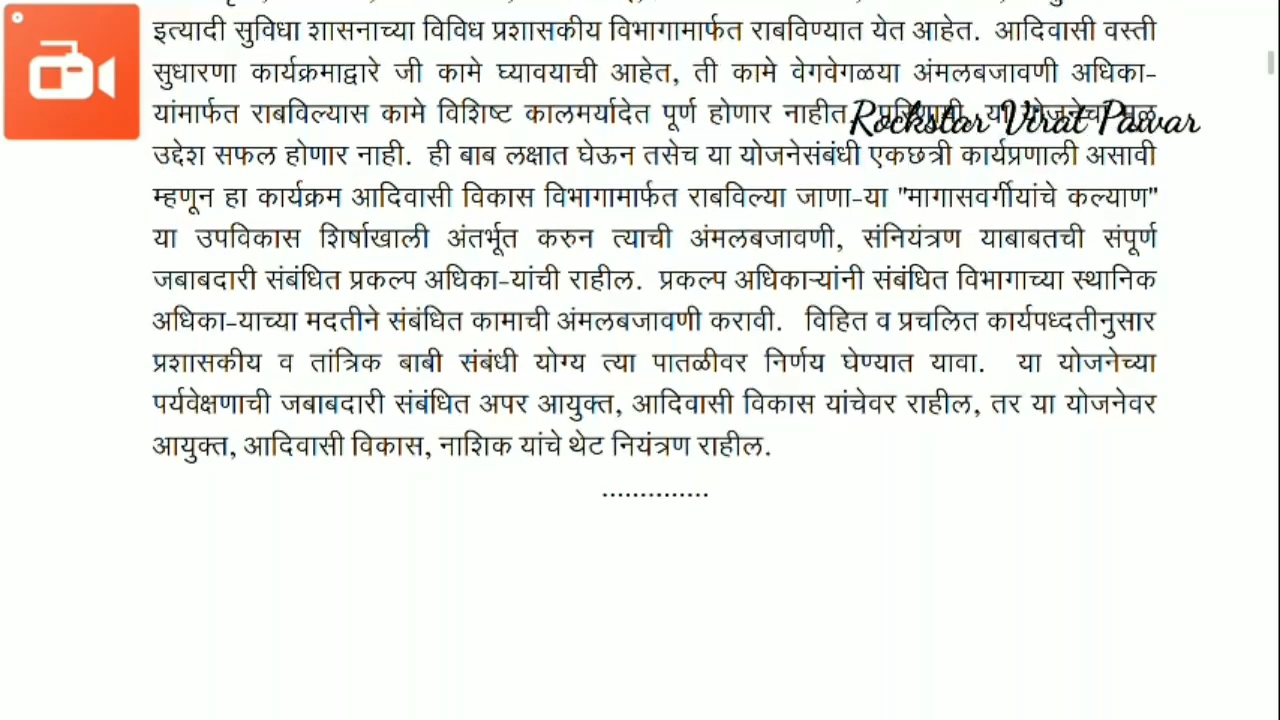 इत्यादी सुविधा शासनाच्या विविध प्रशासकीय विभागामार्फत राबविण्यात येत आहेत. आदिवासी वस्ती
सुधारणा कार्यक्रमाद्वारे जी कामे घ्यावयाची आहेत, ती कामे वेगवेगळया अंमलबजावणी अधिका-
यांमार्फत राबविल्यास कामे विशिष्ट कालमर्यादेत पूर्ण होणार नाहीत
Rockstar Virat Pawar
उद्देश सफल होणार नाही. ही बाब लक्षात घेऊन तसेच या योजनेसंबंधी एकछत्री कार्यप्रणाली असावी
म्हणून हा कार्यक्रम आदिवासी विकास विभागामार्फत राबविल्या जाणा-या "मागासवर्गीयांचे कल्याण"
या उपविकास शिर्षाखाली अंतर्भूत करुन त्याची अंमलबजावणी, संनियंत्रण याबाबतची संपूर्ण
जबाबदारी संबंधित प्रकल्प अधिका-यांची राहील. प्रकल्प अधिकाऱ्यांनी संबंधित विभागाच्या स्थानिक
अधिका-याच्या मदतीने संबंधित कामाची अंमलबजावणी करावी. विहित व प्रचलित कार्यपध्दतीनुसार
प्रशासकीय व तांत्रिक बाबी संबंधी योग्य त्या पातळीवर निर्णय घेण्यात यावा. या योजनेच्या
पर्यवेक्षणाची जबाबदारी संबंधित अपर आयुक्त, आदिवासी विकास यांचेवर राहील, तर या योजनेवर
आयुक्त, आदिवासी विकास, नाशिक यांचे थेट नियंत्रण राहील.
..............